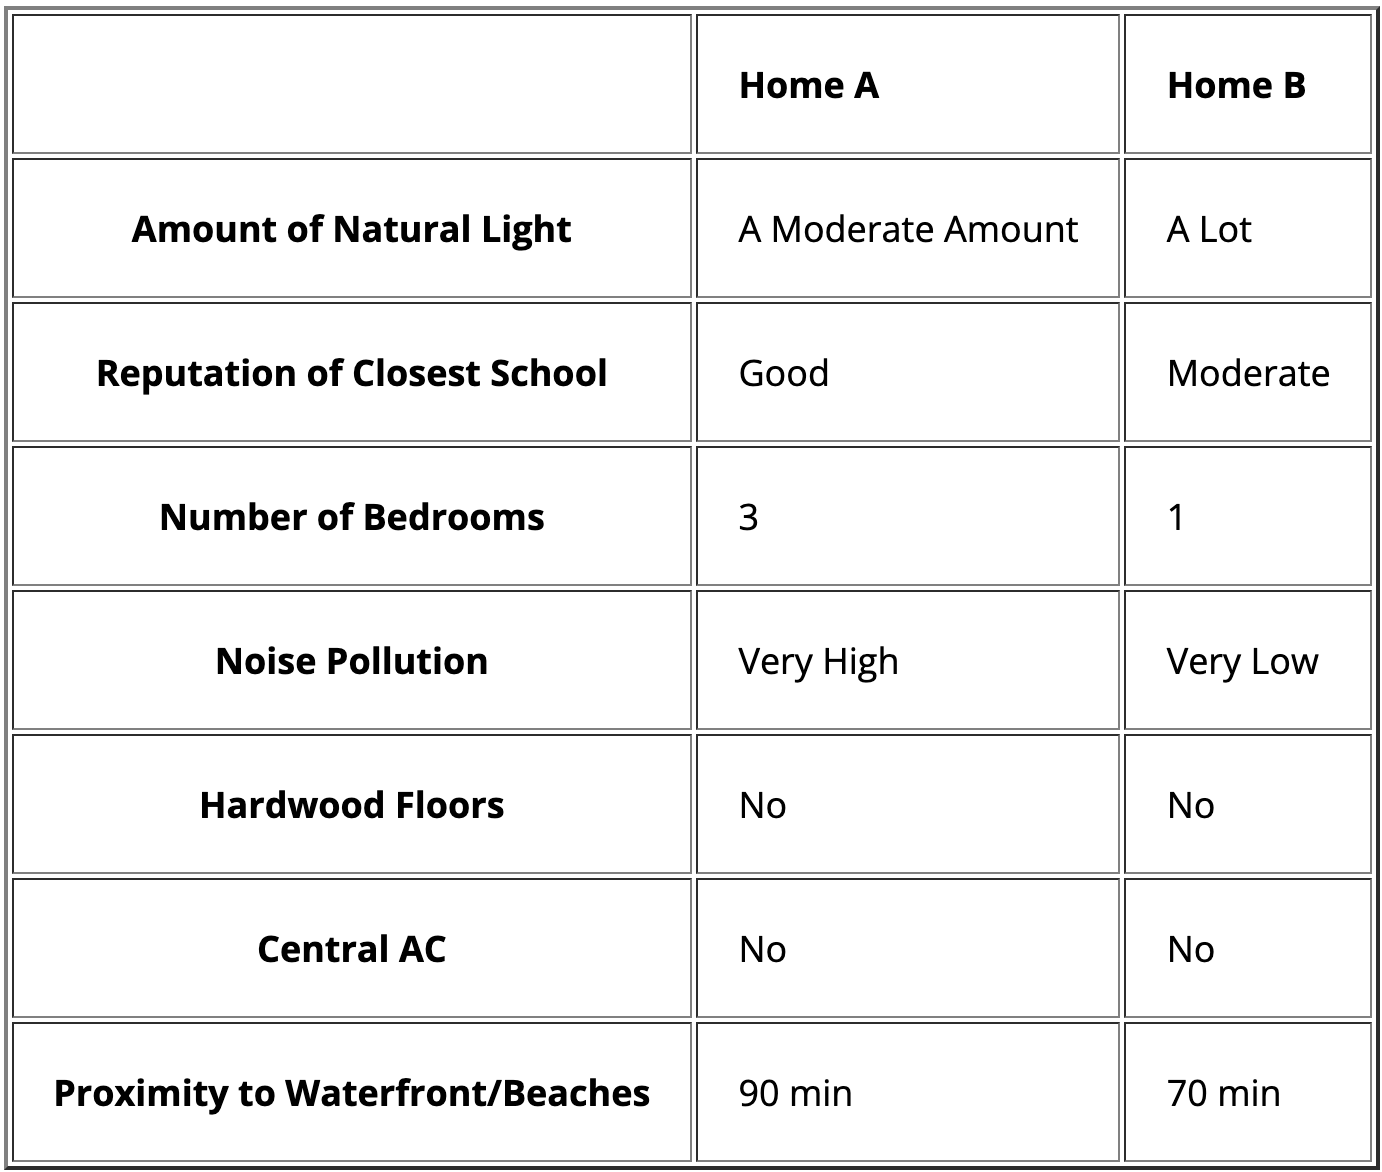 Home A Home B
Amount of Natural Light A Moderate Amount A Lot
Reputation of Closest School Good Moderate
Number of Bedrooms 3 1
Noise Pollution Very High Very Low
Hardwood Floors No No
Central AC No No
Proximity to Waterfront/Beaches 90 min 70 min